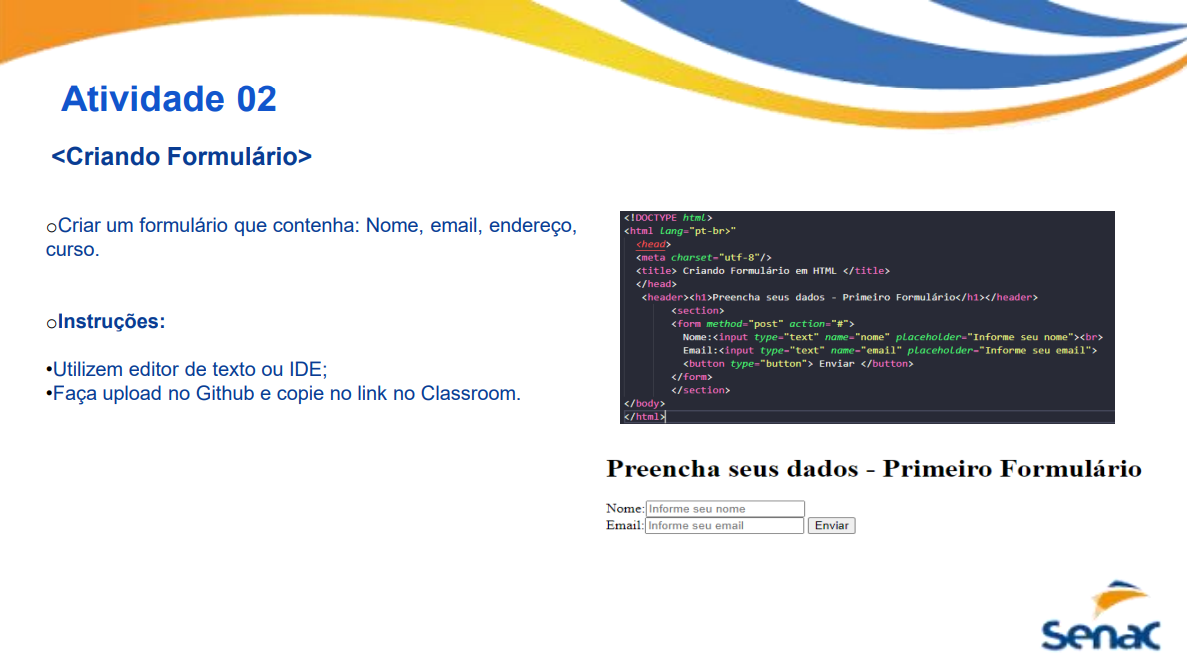 Atividade 02
<Criando Formulário>
oCriar um formulário que contenha: Nome, email, endereço,
curso.
oInstruções:
•Utilizem editor de texto ou IDE;
•Faça upload no Github e copie no link no Classroom.
<!DOCTYPE html>
<html lang="pt-br>"
<head>
<meta charset="utf-8"/>
<title> Criando Formulário em HTML </title>
</head>
<header><h1>Preencha seus dados - Primeiro Formulário</h1></header>
<section>
<form method="post" action="#">
Nome:<input type="text" name="nome" placeholder="Informe seu nome"><br>
Email:<input type="text" name="email" placeholder="Informe seu email">
<button type="button"> Enviar </button>
</form>
</section>
</body>
</html>
Preencha seus dados - Primeiro Formulário
Nome: Informe seu nome
Email: Informe seu email Enviar
Senac